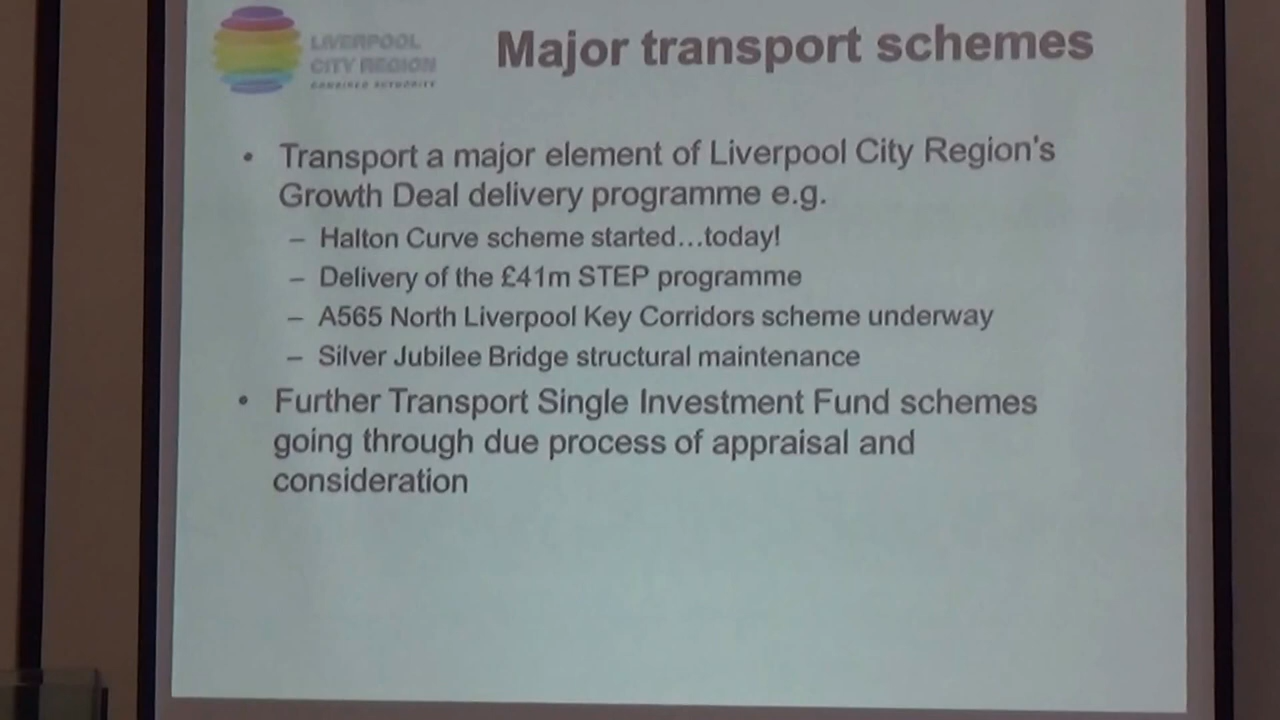 LIVERPOOL
CITY REGION
COMBINED AUTHORITY
Major transport schemes
• Transport a major element of Liverpool City Region's
Growth Deal delivery programme e.g.
– Halton Curve scheme started…today!
– Delivery of the £41m STEP programme
– A565 North Liverpool Key Corridors scheme underway
– Silver Jubilee Bridge structural maintenance
• Further Transport Single Investment Fund schemes
going through due process of appraisal and
consideration